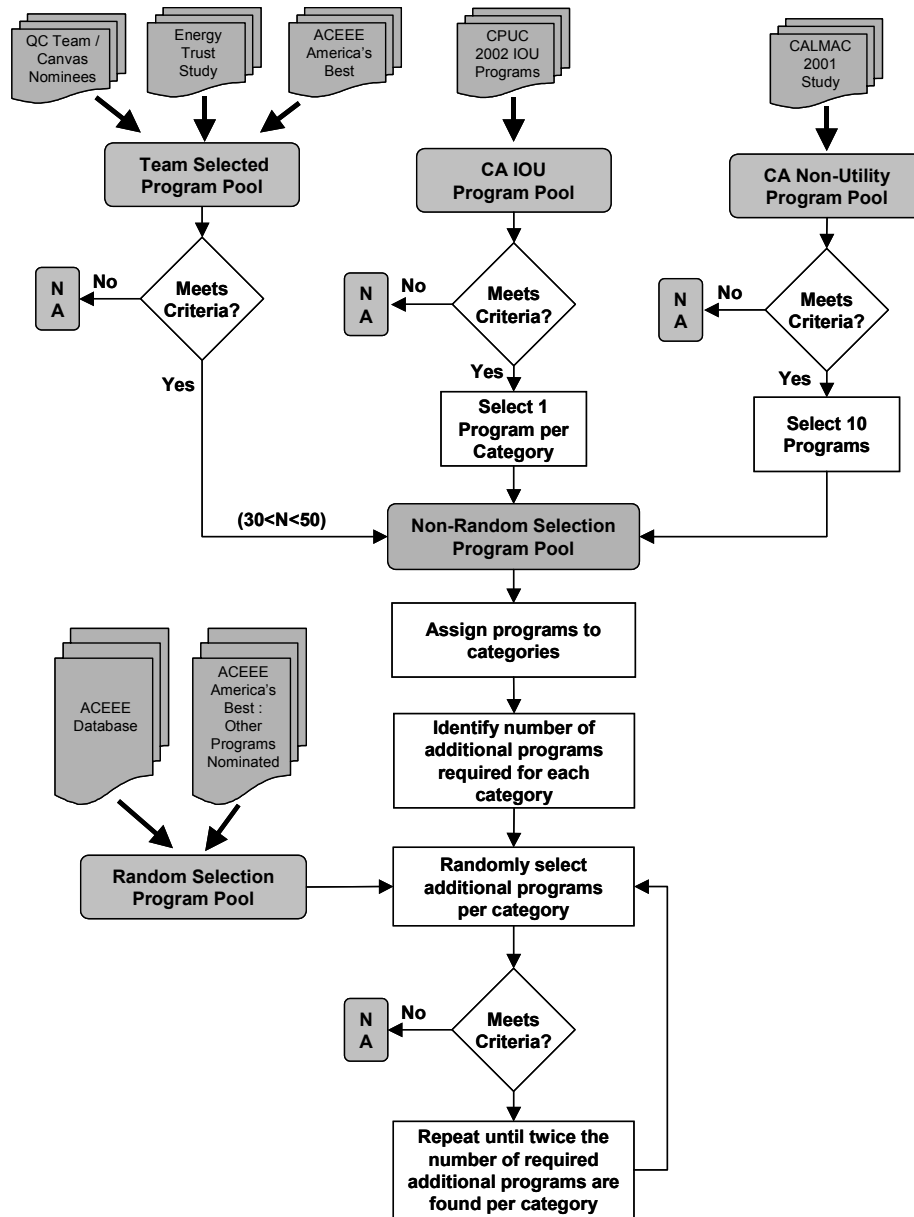 QC Team /
Canvas
Nominees
Energy
Trust
Study
ACEEE
America's
Best
CPUC
2002 IOU
Programs
CALMAC
2001
Study
Team Selected
Program Pool
CA IOU
Program Pool
CA Non-Utility
Program Pool
N
A
No
Meets
Criteria?
N
A
No
Meets
Criteria?
N
A
No
Meets
Criteria?
Yes
Yes
Yes
Select 1
Program per
Category
Select 10
Programs
(30<N<50)
Non-Random Selection
Program Pool
Assign programs to
categories
ACEEE
Database
ACEEE
America's
Best :
Other
Programs
Nominated
Identify number of
additional programs
required for each
category
Random Selection
Program Pool
Randomly select
additional programs
per category
N
A
No
Meets
Criteria?
Repeat until twice the
number of required
additional programs are
found per category